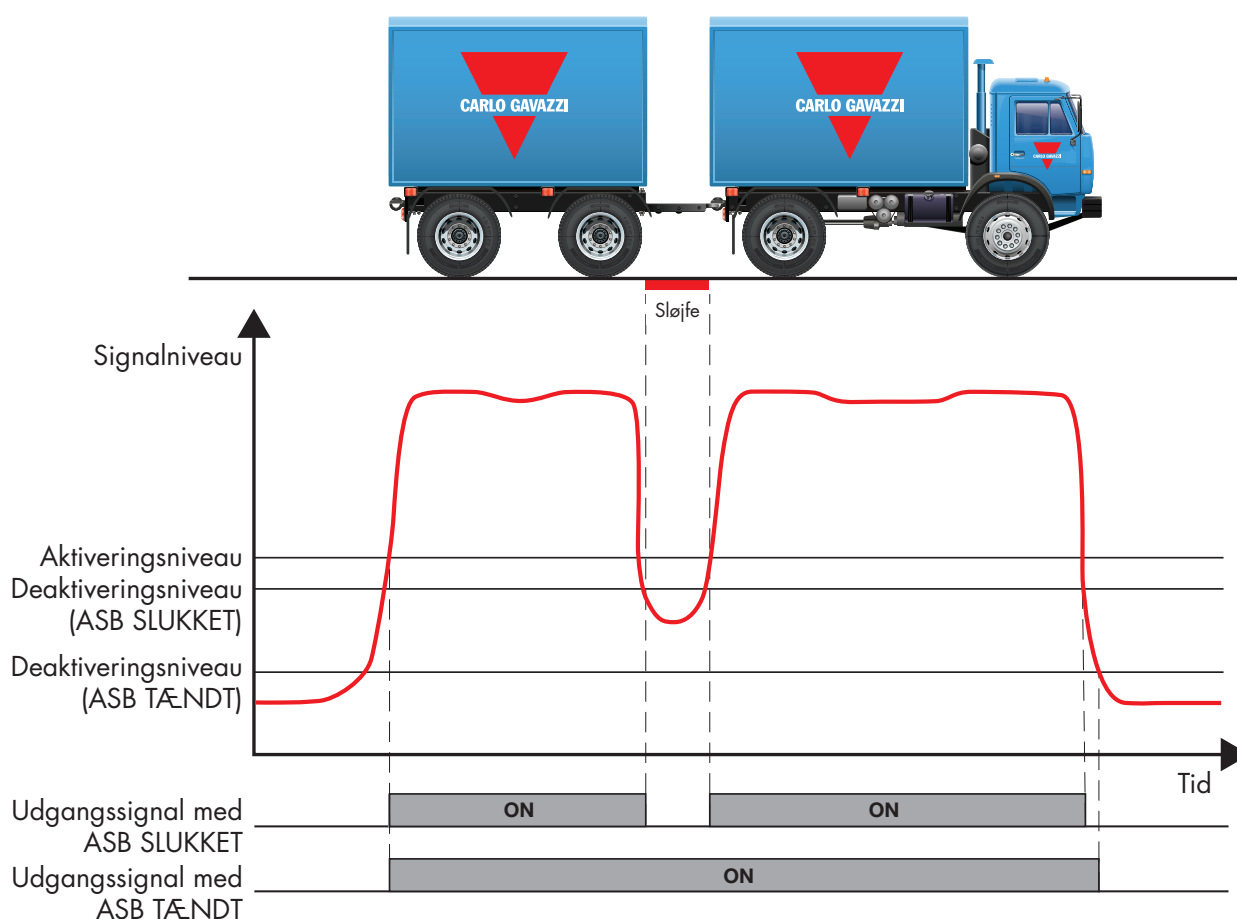 CARLO GAVAZZI
CARLO GAVAZZI
CARLO GAVAZZI
Sløjfe
Signalniveau
Aktiveringsniveau
Deaktiveringsniveau
(ASB SLUKKET)
Deaktiveringsniveau
(ASB TÆNDT)
Tid
Udgangssignal med
ASB SLUKKET
ON
ON
Udgangssignal med
ASB TÆNDT
ON